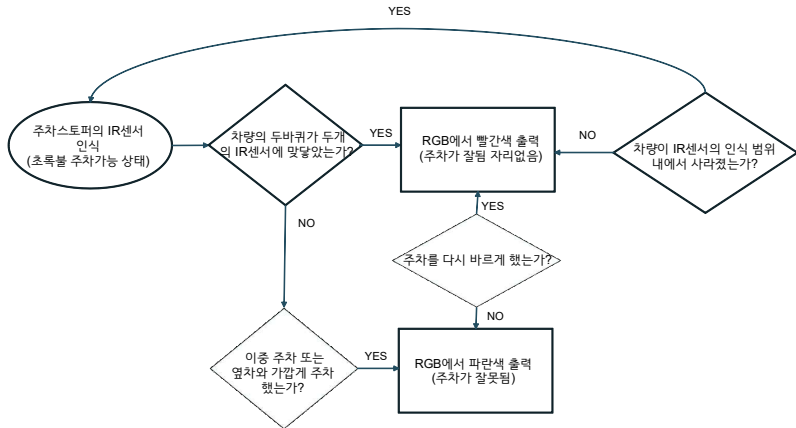 YES
주차스토퍼의 IR센서
인식
(초록불 주차가능 상태)
차량의 두바퀴가 두개
의 IR센서에 맞닿았는가?
YES
RGB에서 빨간색 출력
(주차가 잘됨 자리없음)
NO
차량이 IR센서의 인식 범위
내에서 사라졌는가?
YES
NO
주차를 다시 바르게 했는가?
NO
이중 주차 또는
옆차와 가깝게 주차
했는가?
YES
RGB에서 파란색 출력
(주차가 잘못됨)